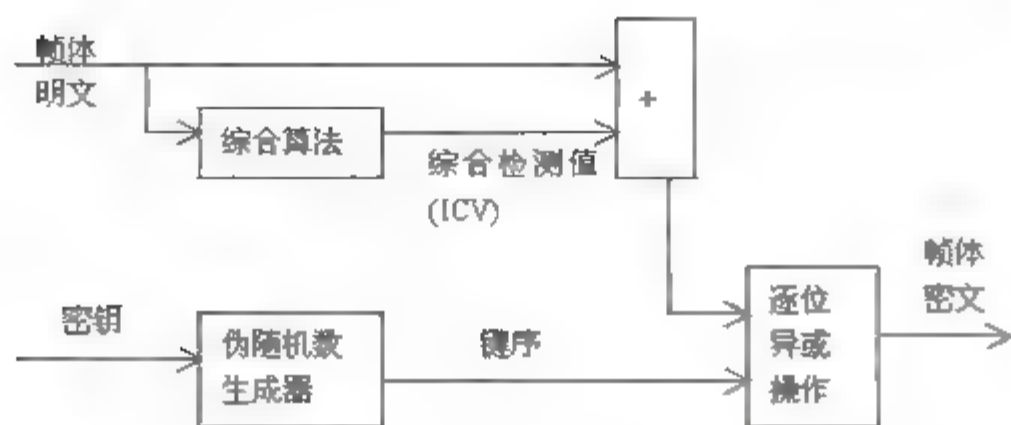 帧体
明文
+
综合算法
综合检测值
(ICV)
帧体
密文
密钥
伪随机数
生成器
键序
逐位
异或
操作